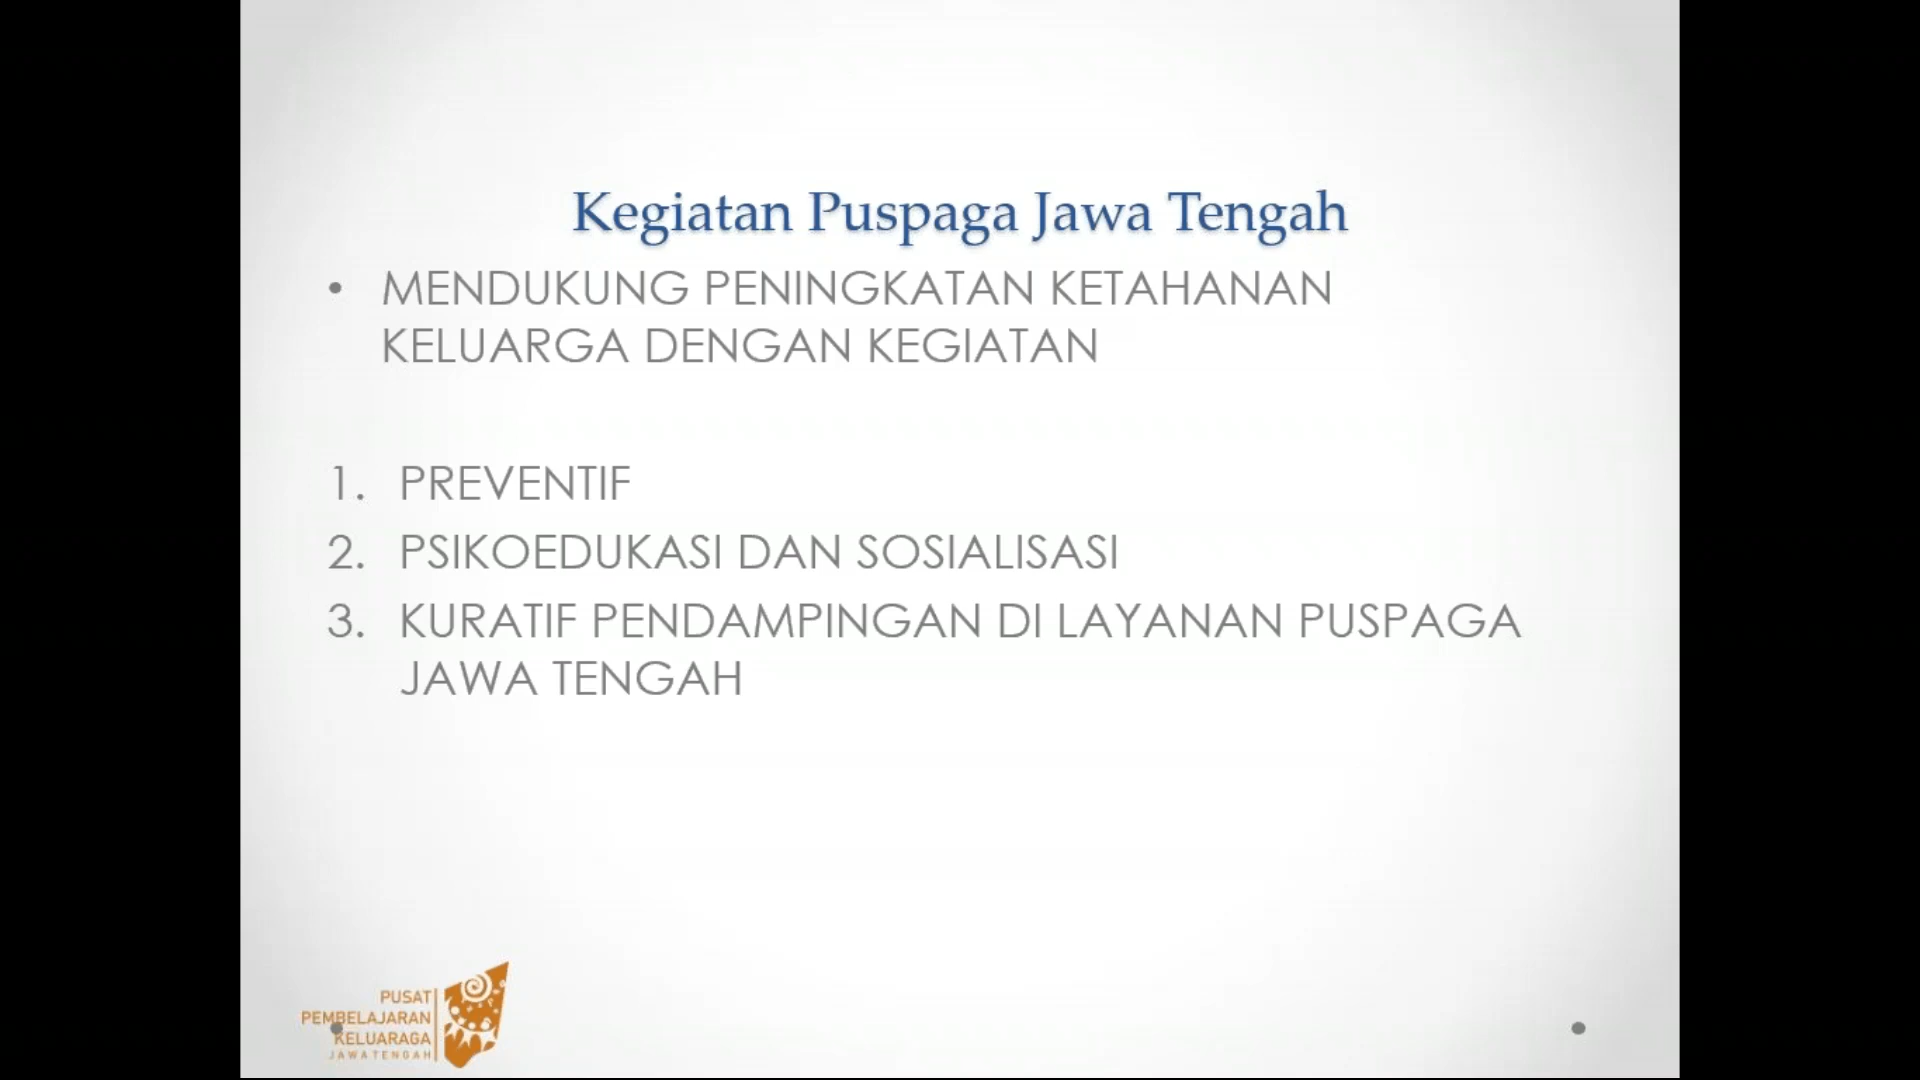 Kegiatan Puspaga Jawa Tengah
• MENDUKUNG PENINGKATAN KETAHANAN
KELUARGA DENGAN KEGIATAN
1. PREVENTIF
2. PSIKOEDUKASI DAN SOSIALISASI
3. KURATIF PENDAMPINGAN DI LAYANAN PUSPAGA
JAWA TENGAH
PUSAT
PEMBELAJARAN
KELUARAGA
JAWA TENGAH